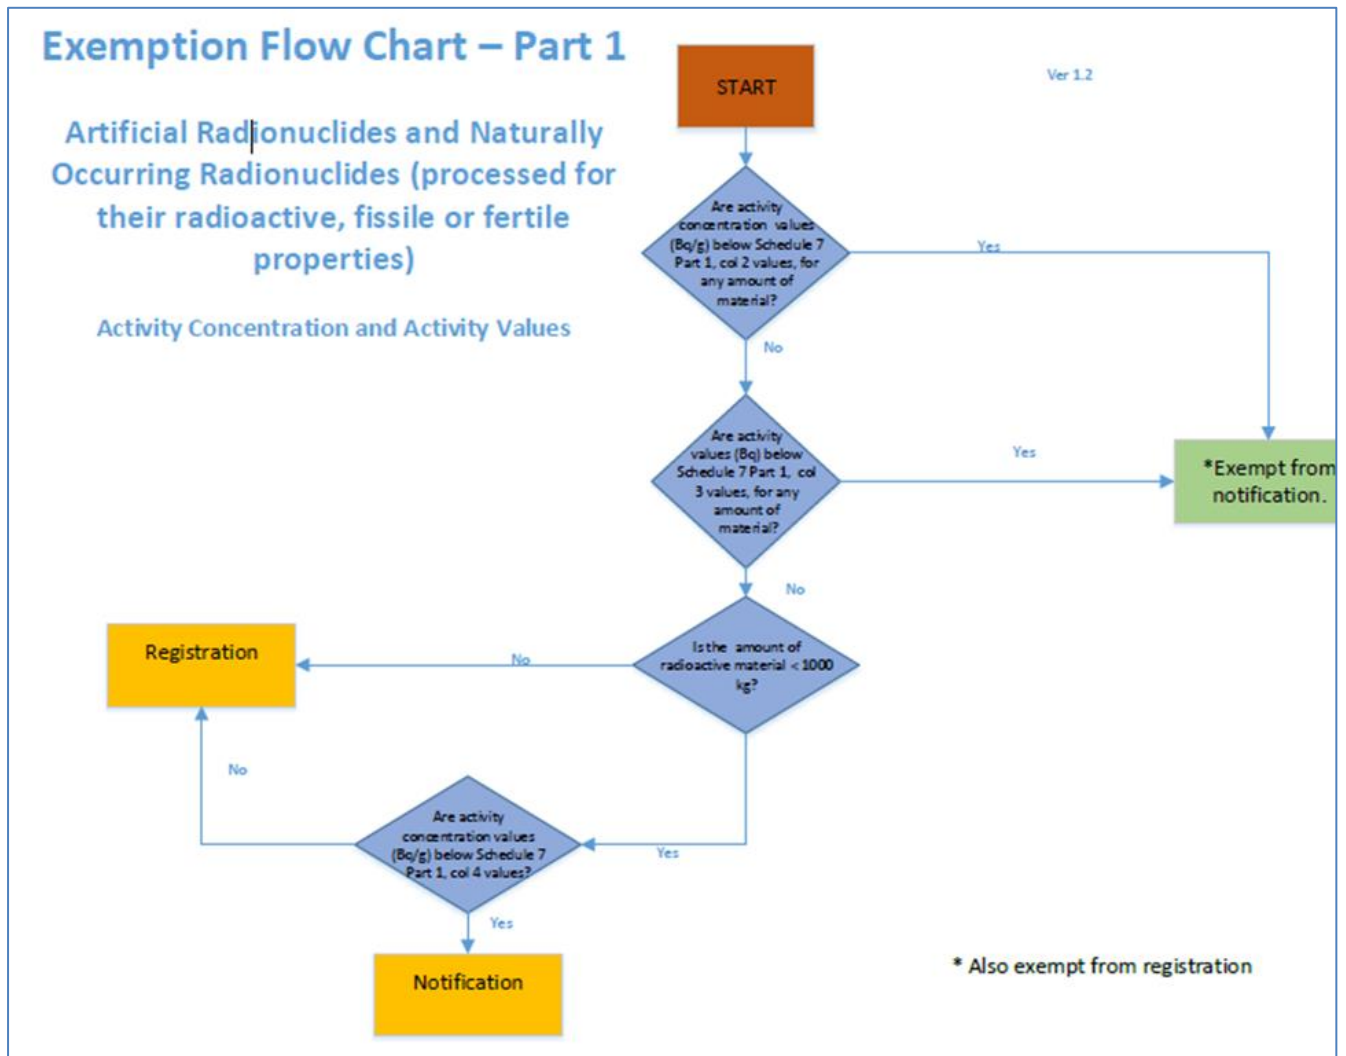 Exemption Flow Chart – Part 1
Ver 1.2
START
Artificial Radionuclides and Naturally
Occurring Radionuclides (processed for
their radioactive, fissile or fertile
properties)
Activity Concentration and Activity Values
Are activity
concentration values
(Bq/g) below Schedule 7
Part 1, col 2 values, for
any amount of
material?
Yes
No
Are activity
values (Bq) below
Schedule 7 Part 1, col
3 values, for any
amount of
material?
Yes
*Exempt from
notification.
No
Is the amount of
radioactive material < 1000
kg?
No
Registration
Yes
No
Are activity
concentration values
(Bq/g) below Schedule 7
Part 1, col 4 values?
Yes
Notification
* Also exempt from registration